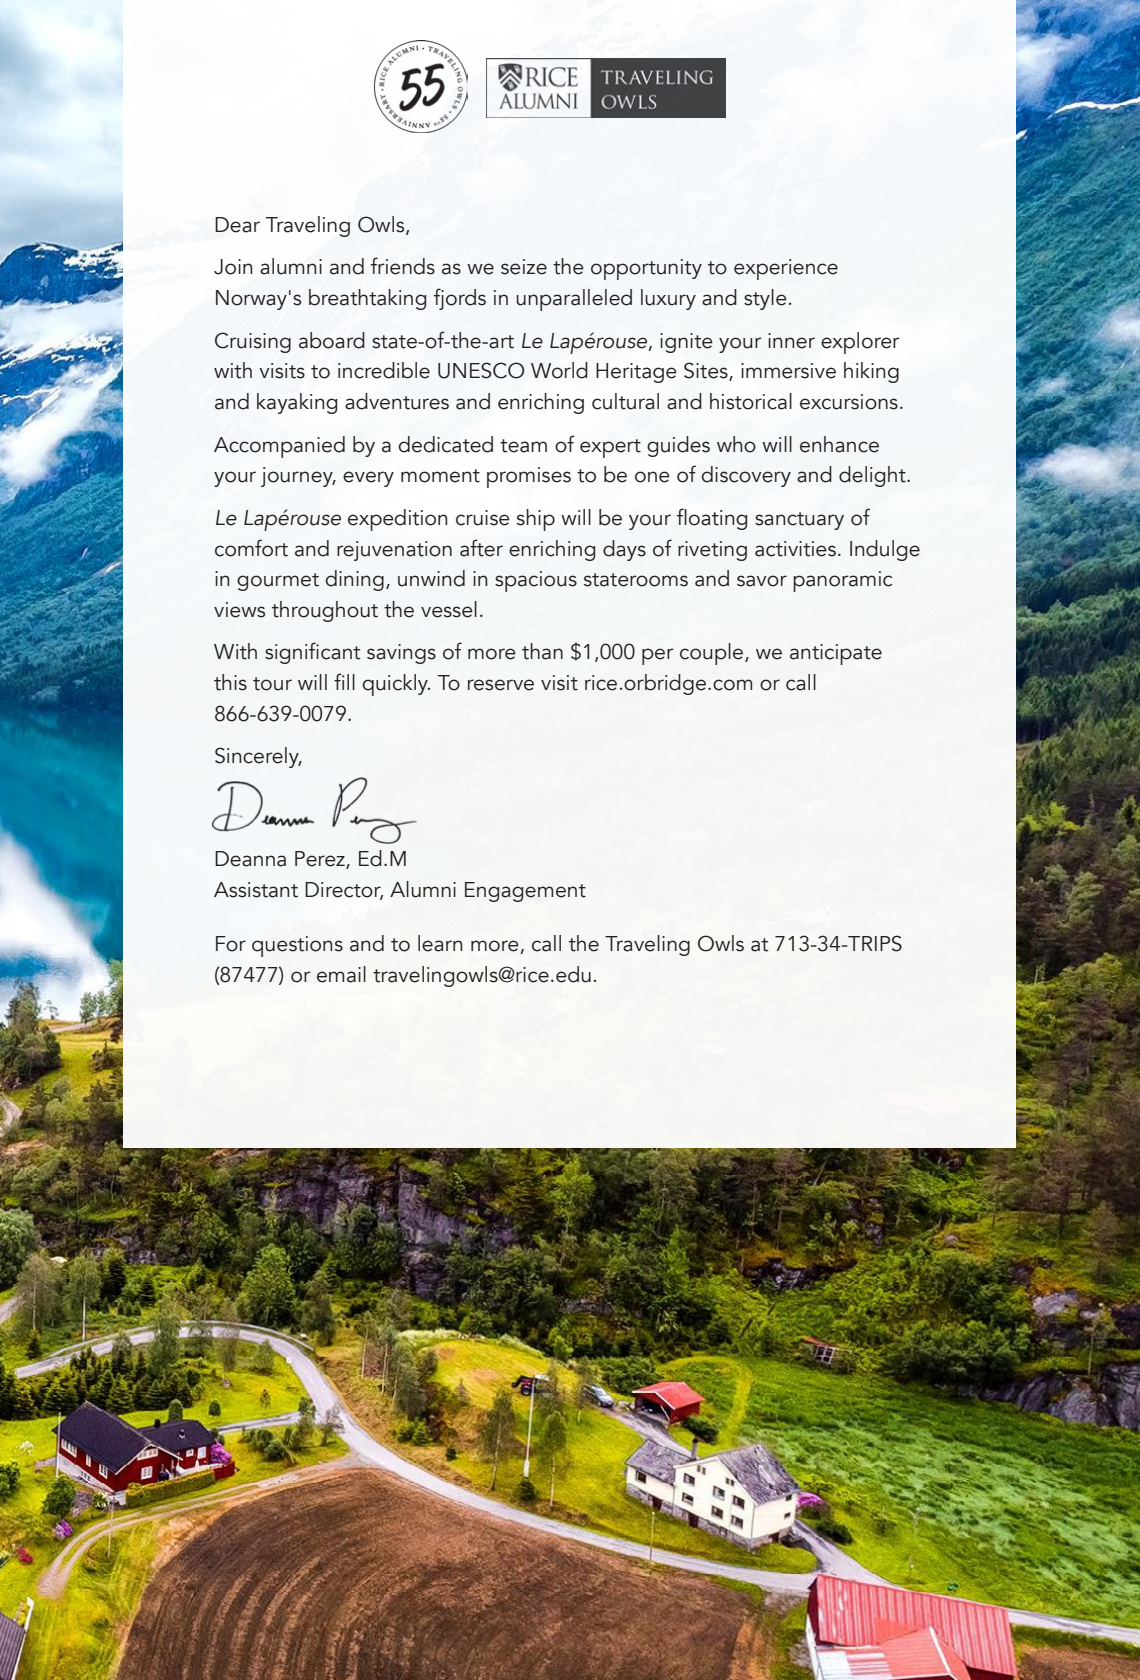 RICE ALUMNI • TRAVELING OWLS • 55TH ANNIVERSARY •
55
RICE
ALUMNI
TRAVELING
OWLS
Dear Traveling Owls,
Join alumni and friends as we seize the opportunity to experience
Norway's breathtaking fjords in unparalleled luxury and style.
Cruising aboard state-of-the-art Le Lapérouse, ignite your inner explorer
with visits to incredible UNESCO World Heritage Sites, immersive hiking
and kayaking adventures and enriching cultural and historical excursions.
Accompanied by a dedicated team of expert guides who will enhance
your journey, every moment promises to be one of discovery and delight.
Le Lapérouse expedition cruise ship will be your floating sanctuary of
comfort and rejuvenation after enriching days of riveting activities. Indulge
in gourmet dining, unwind in spacious staterooms and savor panoramic
views throughout the vessel.
With significant savings of more than $1,000 per couple, we anticipate
this tour will fill quickly. To reserve visit rice.orbridge.com or call
866-639-0079.
Sincerely,
Deanna Perez
Deanna Perez, Ed.M
Assistant Director, Alumni Engagement
For questions and to learn more, call the Traveling Owls at 713-34-TRIPS
(87477) or email travelingowls@rice.edu.